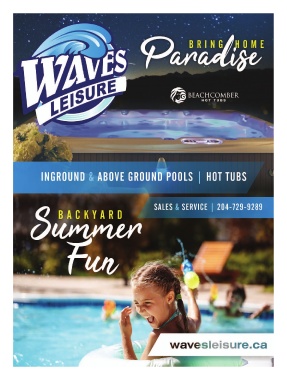 WAVES
LEISURE
BRING HOME
Paradise
BEACHCOMBER
HOT TUBS
INGROUND & ABOVE GROUND POOLS | HOT TUBS
SALES & SERVICE | 204-729-9289
BACKYARD
Summer
Fun
wavesleisure.ca